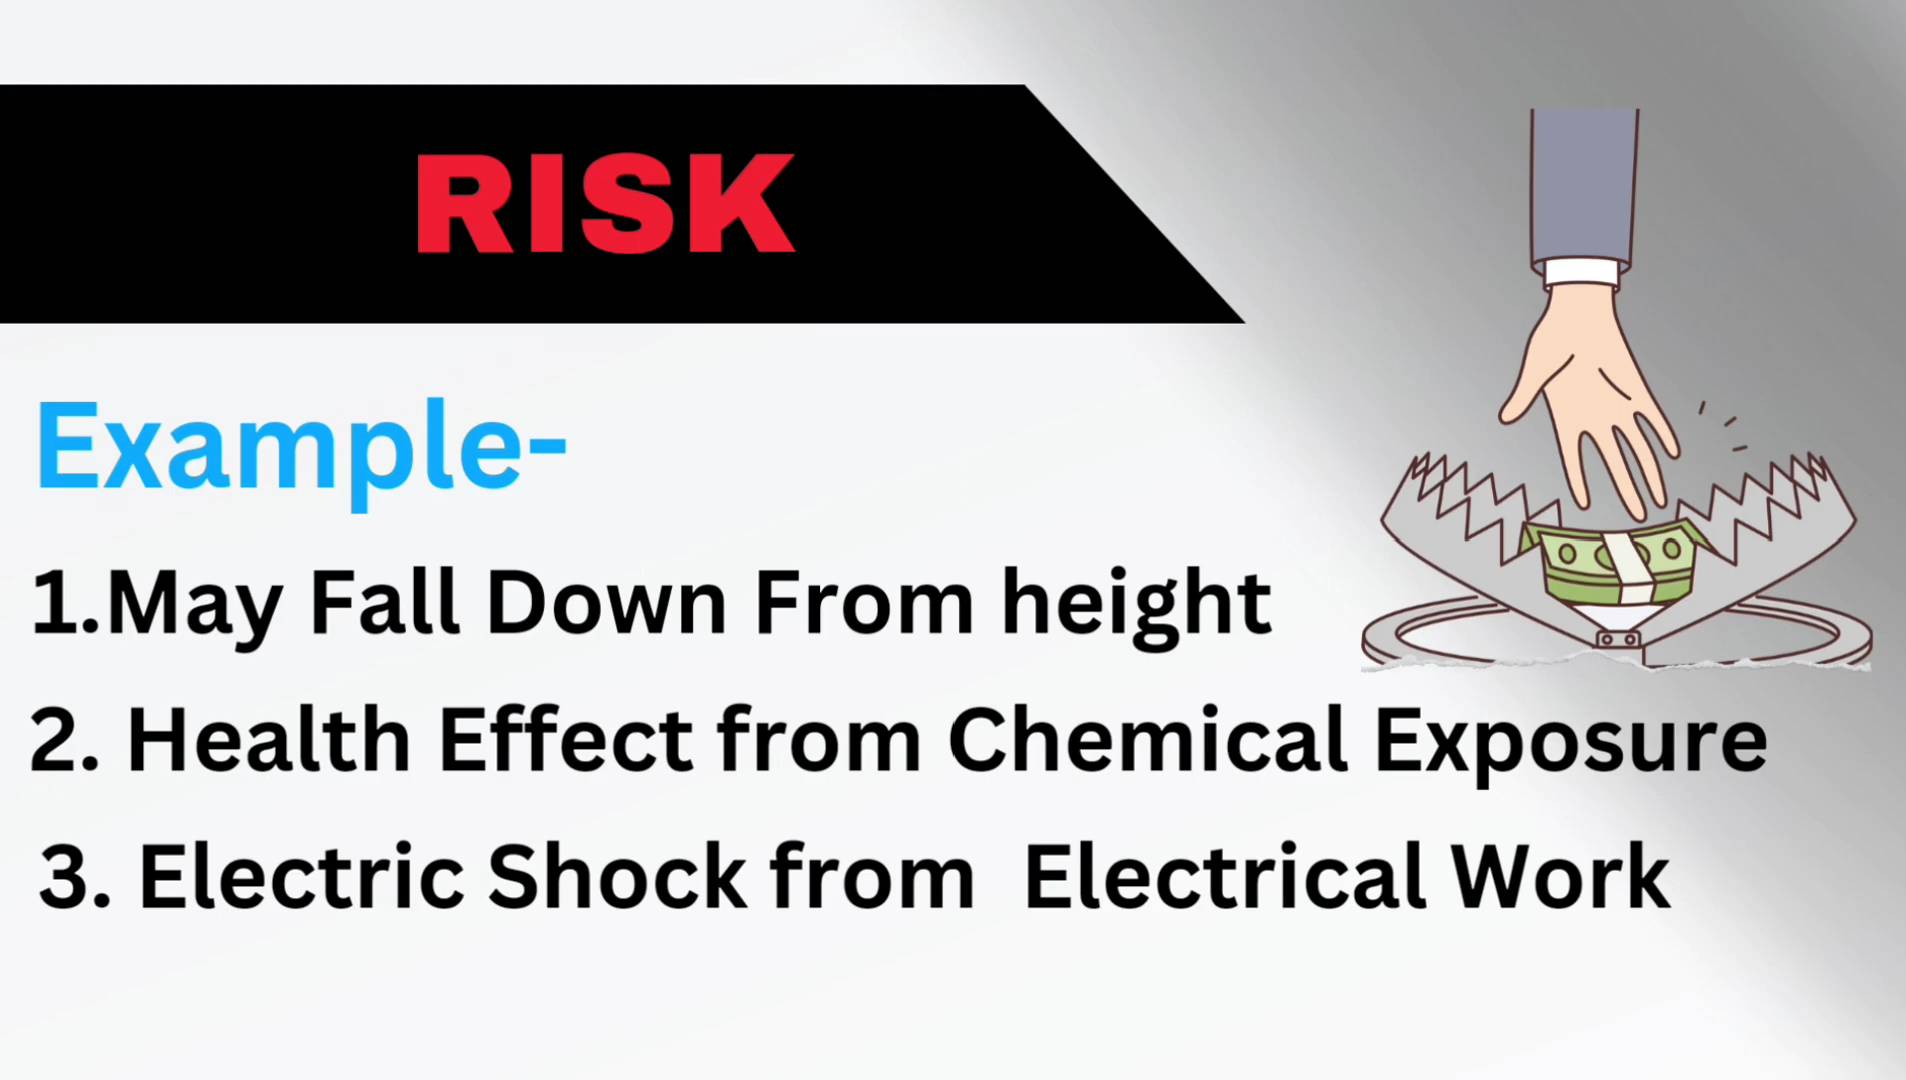 RISK
Example-
1.May Fall Down From height
2. Health Effect from Chemical Exposure
3. Electric Shock from  Electrical Work